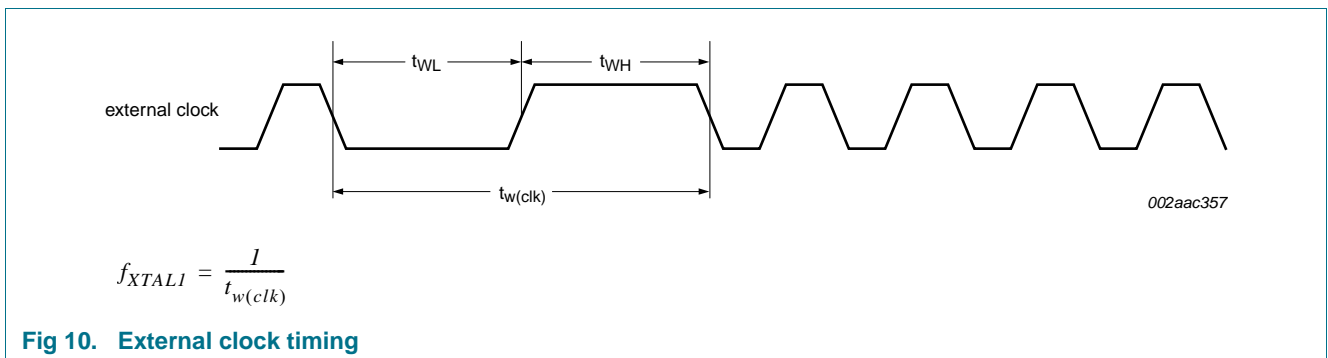 tWL
tWH
external clock
tw(clk)
002aac357
fXTAL1 = 1 / tw(clk)
Fig 10. External clock timing